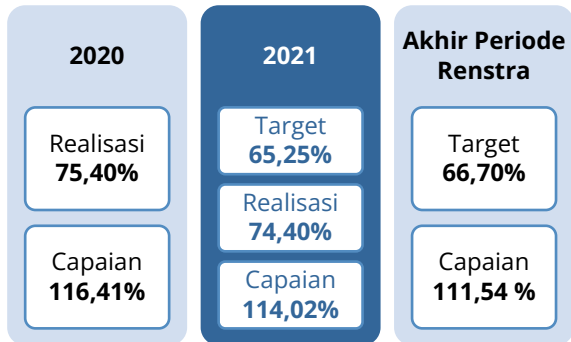 2020
Realisasi
75,40%
Capaian
116,41%
2021
Target
65,25%
Realisasi
74,40%
Capaian
114,02%
Akhir Periode
Renstra
Target
66,70%
Capaian
111,54 %